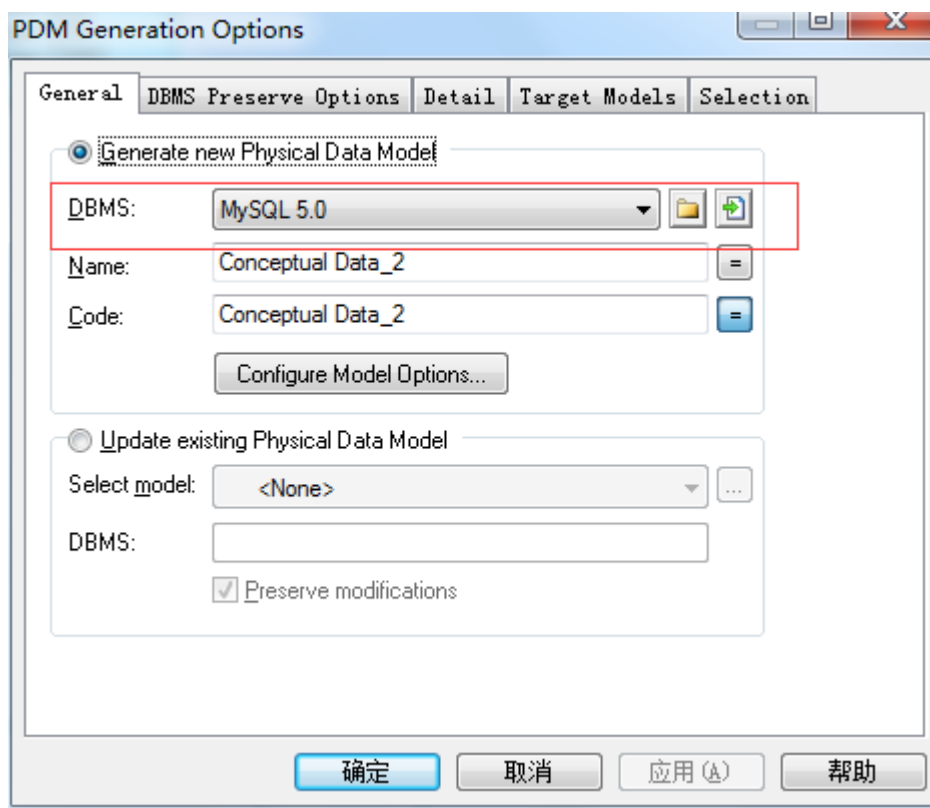 PDM Generation Options
General DBMS Preserve Options Detail Target Models Selection
Generate new Physical Data Model
DBMS: MySQL 5.0
Name: Conceptual Data_2 =
Code: Conceptual Data_2 =
Configure Model Options...
Update existing Physical Data Model
Select model: <None> ...
DBMS:
Preserve modifications
确定 取消 应用(A) 帮助